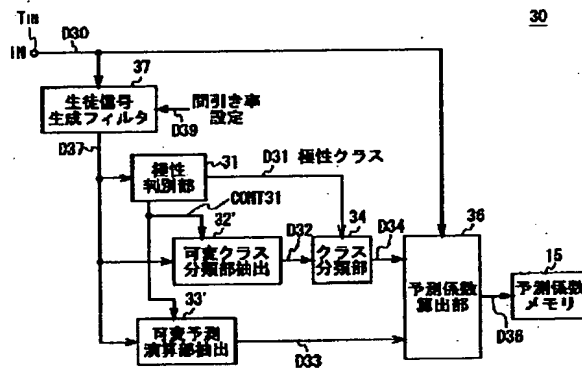 30
TIN
IN
D30
37
生徒信号
生成フィルタ
間引き率
設定
D39
D37
31
極性
判別部
D31 極性クラス
CONT31
32'
可変クラス
分類部抽出
D32
34
クラス
分類部
D34
36
予測係数
算出部
15
予測係数
メモリ
D36
33'
可変予測
演算部抽出
D33